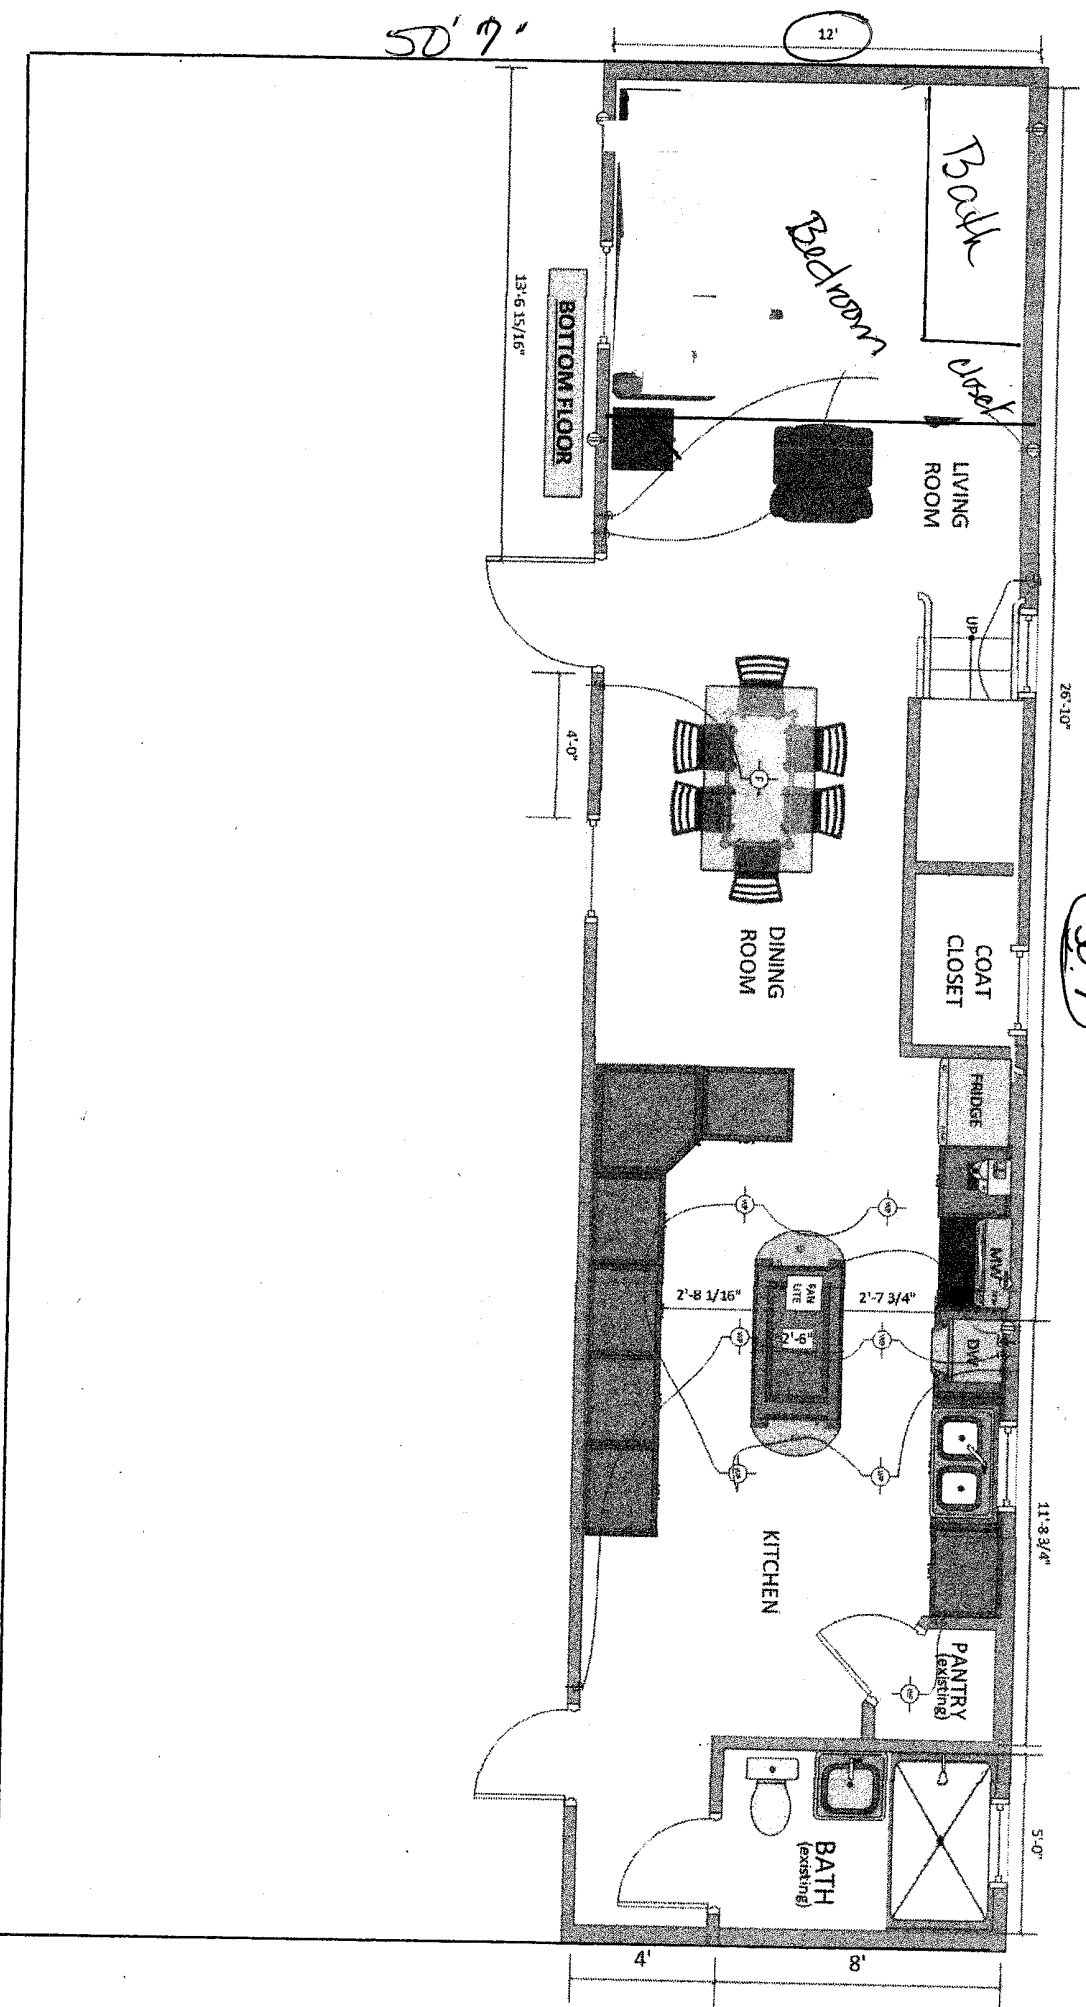 50' 7"
12'
Bath
Bedroom
closet
13'-6 15/16"
BOTTOM FLOOR
LIVING
ROOM
UP
26'-10"
4'-0"
F
DINING
ROOM
COAT
CLOSET
FRIDGE
MW
2'-8 1/16"
FAN
LITE
2'-7 3/4"
2'-6"
DW
11'-8 3/4"
KITCHEN
PANTRY
(existing)
BATH
(existing)
5'-0"
4'
8'